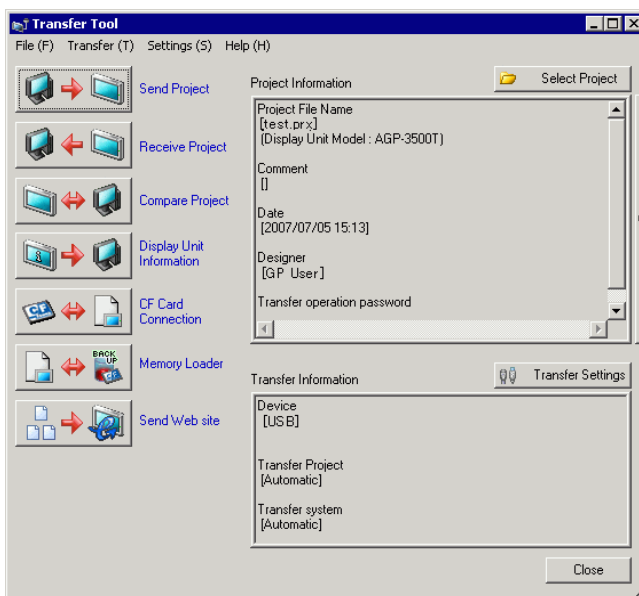 Transfer Tool
File (F) Transfer (T) Settings (S) Help (H)
Send Project
Receive Project
Compare Project
Display Unit
Information
CF Card
Connection
CF
Memory Loader
BACK
UP
CF
Send Web site
Project Information
Select Project
Project File Name
[test.prx]
(Display Unit Model : AGP-3500T)
Comment
[]
Date
[2007/07/05 15:13]
Designer
[GP User]
Transfer operation password
Transfer Information
Transfer Settings
Device
[USB]
Transfer Project
[Automatic]
Transfer system
[Automatic]
Close